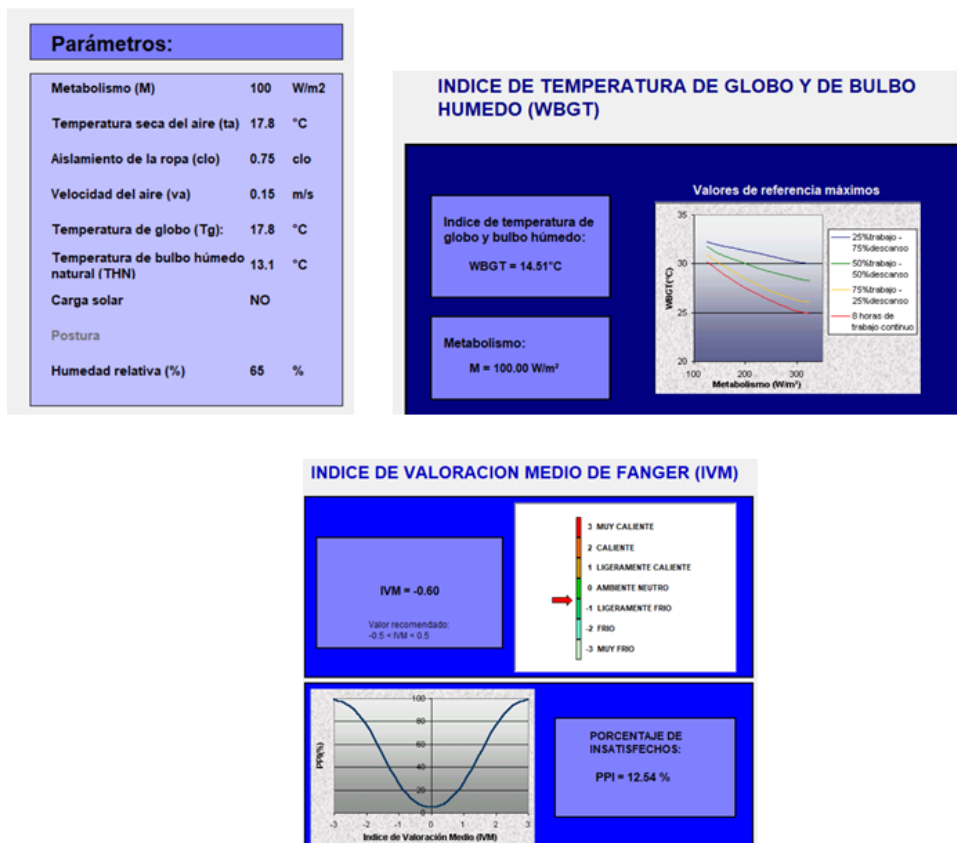 Parámetros:
Metabolismo (M) 100 W/m2
Temperatura seca del aire (ta) 17.8 °C
Aislamiento de la ropa (clo) 0.75 clo
Velocidad del aire (va) 0.15 m/s
Temperatura de globo (Tg): 17.8 °C
Temperatura de bulbo húmedo
natural (THN) 13.1 °C
Carga solar NO
Postura
Humedad relativa (%) 65 %
INDICE DE TEMPERATURA DE GLOBO Y DE BULBO
HUMEDO (WBGT)
Indice de temperatura de
globo y bulbo húmedo:
WBGT = 14.51°C
Metabolismo:
M = 100.00 W/m²
Valores de referencia máximos
35
30
25
20
WBGT(°C)
100 200 300
Metabolismo (W/m²)
25%trabajo -
75%descanso
50%trabajo -
50%descanso
75%trabajo -
25%descanso
8 horas de
trabajo continuo
INDICE DE VALORACION MEDIO DE FANGER (IVM)
IVM = -0.60
Valor recomendado:
-0.5 < IVM < 0.5
3 MUY CALIENTE
2 CALIENTE
1 LIGERAMENTE CALIENTE
0 AMBIENTE NEUTRO
-1 LIGERAMENTE FRIO
-2 FRIO
-3 MUY FRIO
100
80
60
40
20
0
PPI(%)
-3 -2 -1 0 1 2 3
Indice de Valoración Medio (IVM)
PORCENTAJE DE
INSATISFECHOS:
PPI = 12.54 %